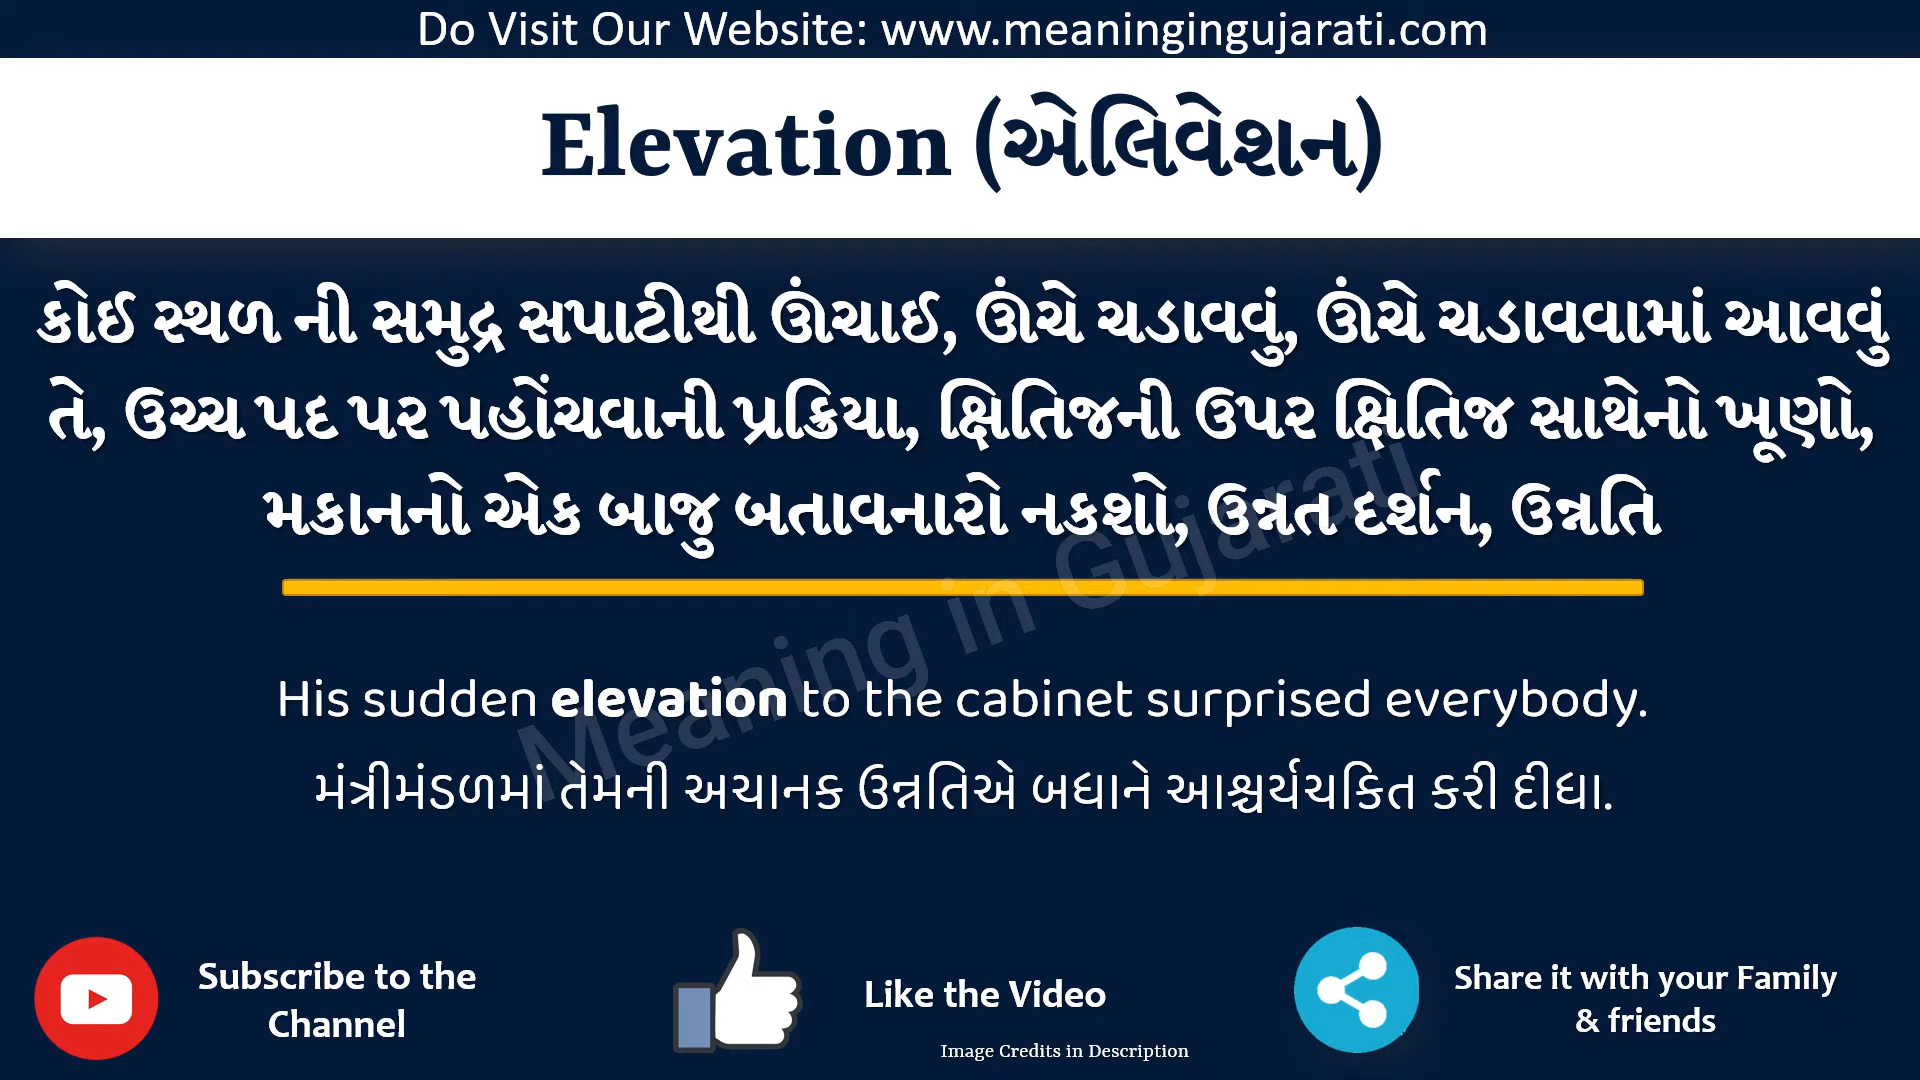 Do Visit Our Website: www.meaningingujarati.com
Elevation (એલિવેશન)
કોઈ સ્થળ ની સમુદ્ર સપાટીથી ઊંચાઈ, ઊંચે ચડાવવું, ઊંચે ચડાવવામાં આવવું
તે, ઉચ્ચ પદ પર પહોંચવાની પ્રક્રિયા, ક્ષિતિજની ઉપર ક્ષિતિજ સાથેનો ખૂણો,
મકાનનો એક બાજુ બતાવનારો નકશો, ઉન્નત દર્શન, ઉન્નતિ
Meaning in Gujarati
His sudden elevation to the cabinet surprised everybody.
મંત્રીમંડળમાં તેમની અચાનક ઉન્નતિએ બધાને આશ્ચર્યચકિત કરી દીધા.
Subscribe to the
Channel
Like the Video
Share it with your Family
& friends
Image Credits in Description